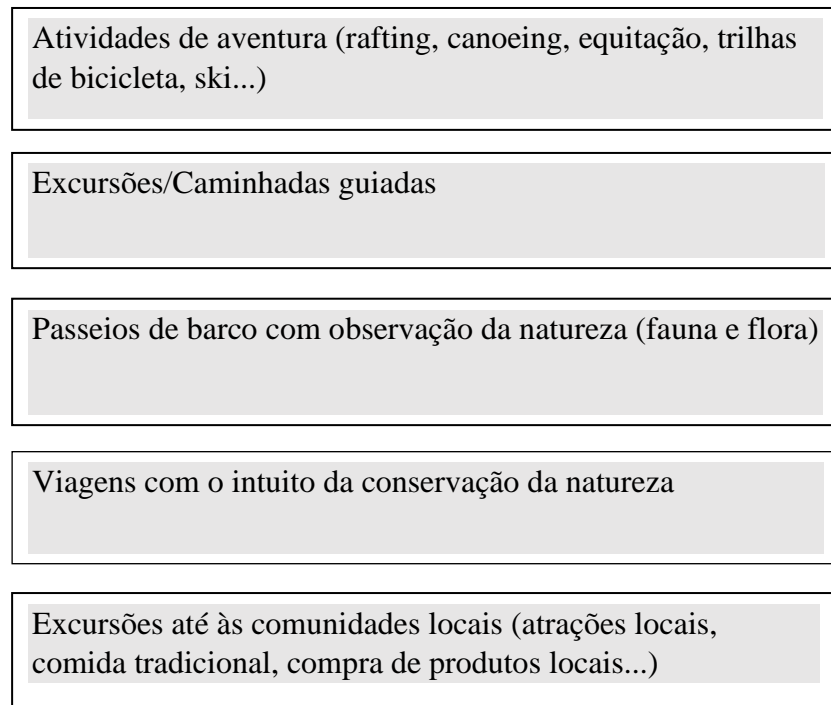 Atividades de aventura (rafting, canoeing, equitação, trilhas
de bicicleta, ski...)
Excursões/Caminhadas guiadas
Passeios de barco com observação da natureza (fauna e flora)
Viagens com o intuito da conservação da natureza
Excursões até às comunidades locais (atrações locais,
comida tradicional, compra de produtos locais...)